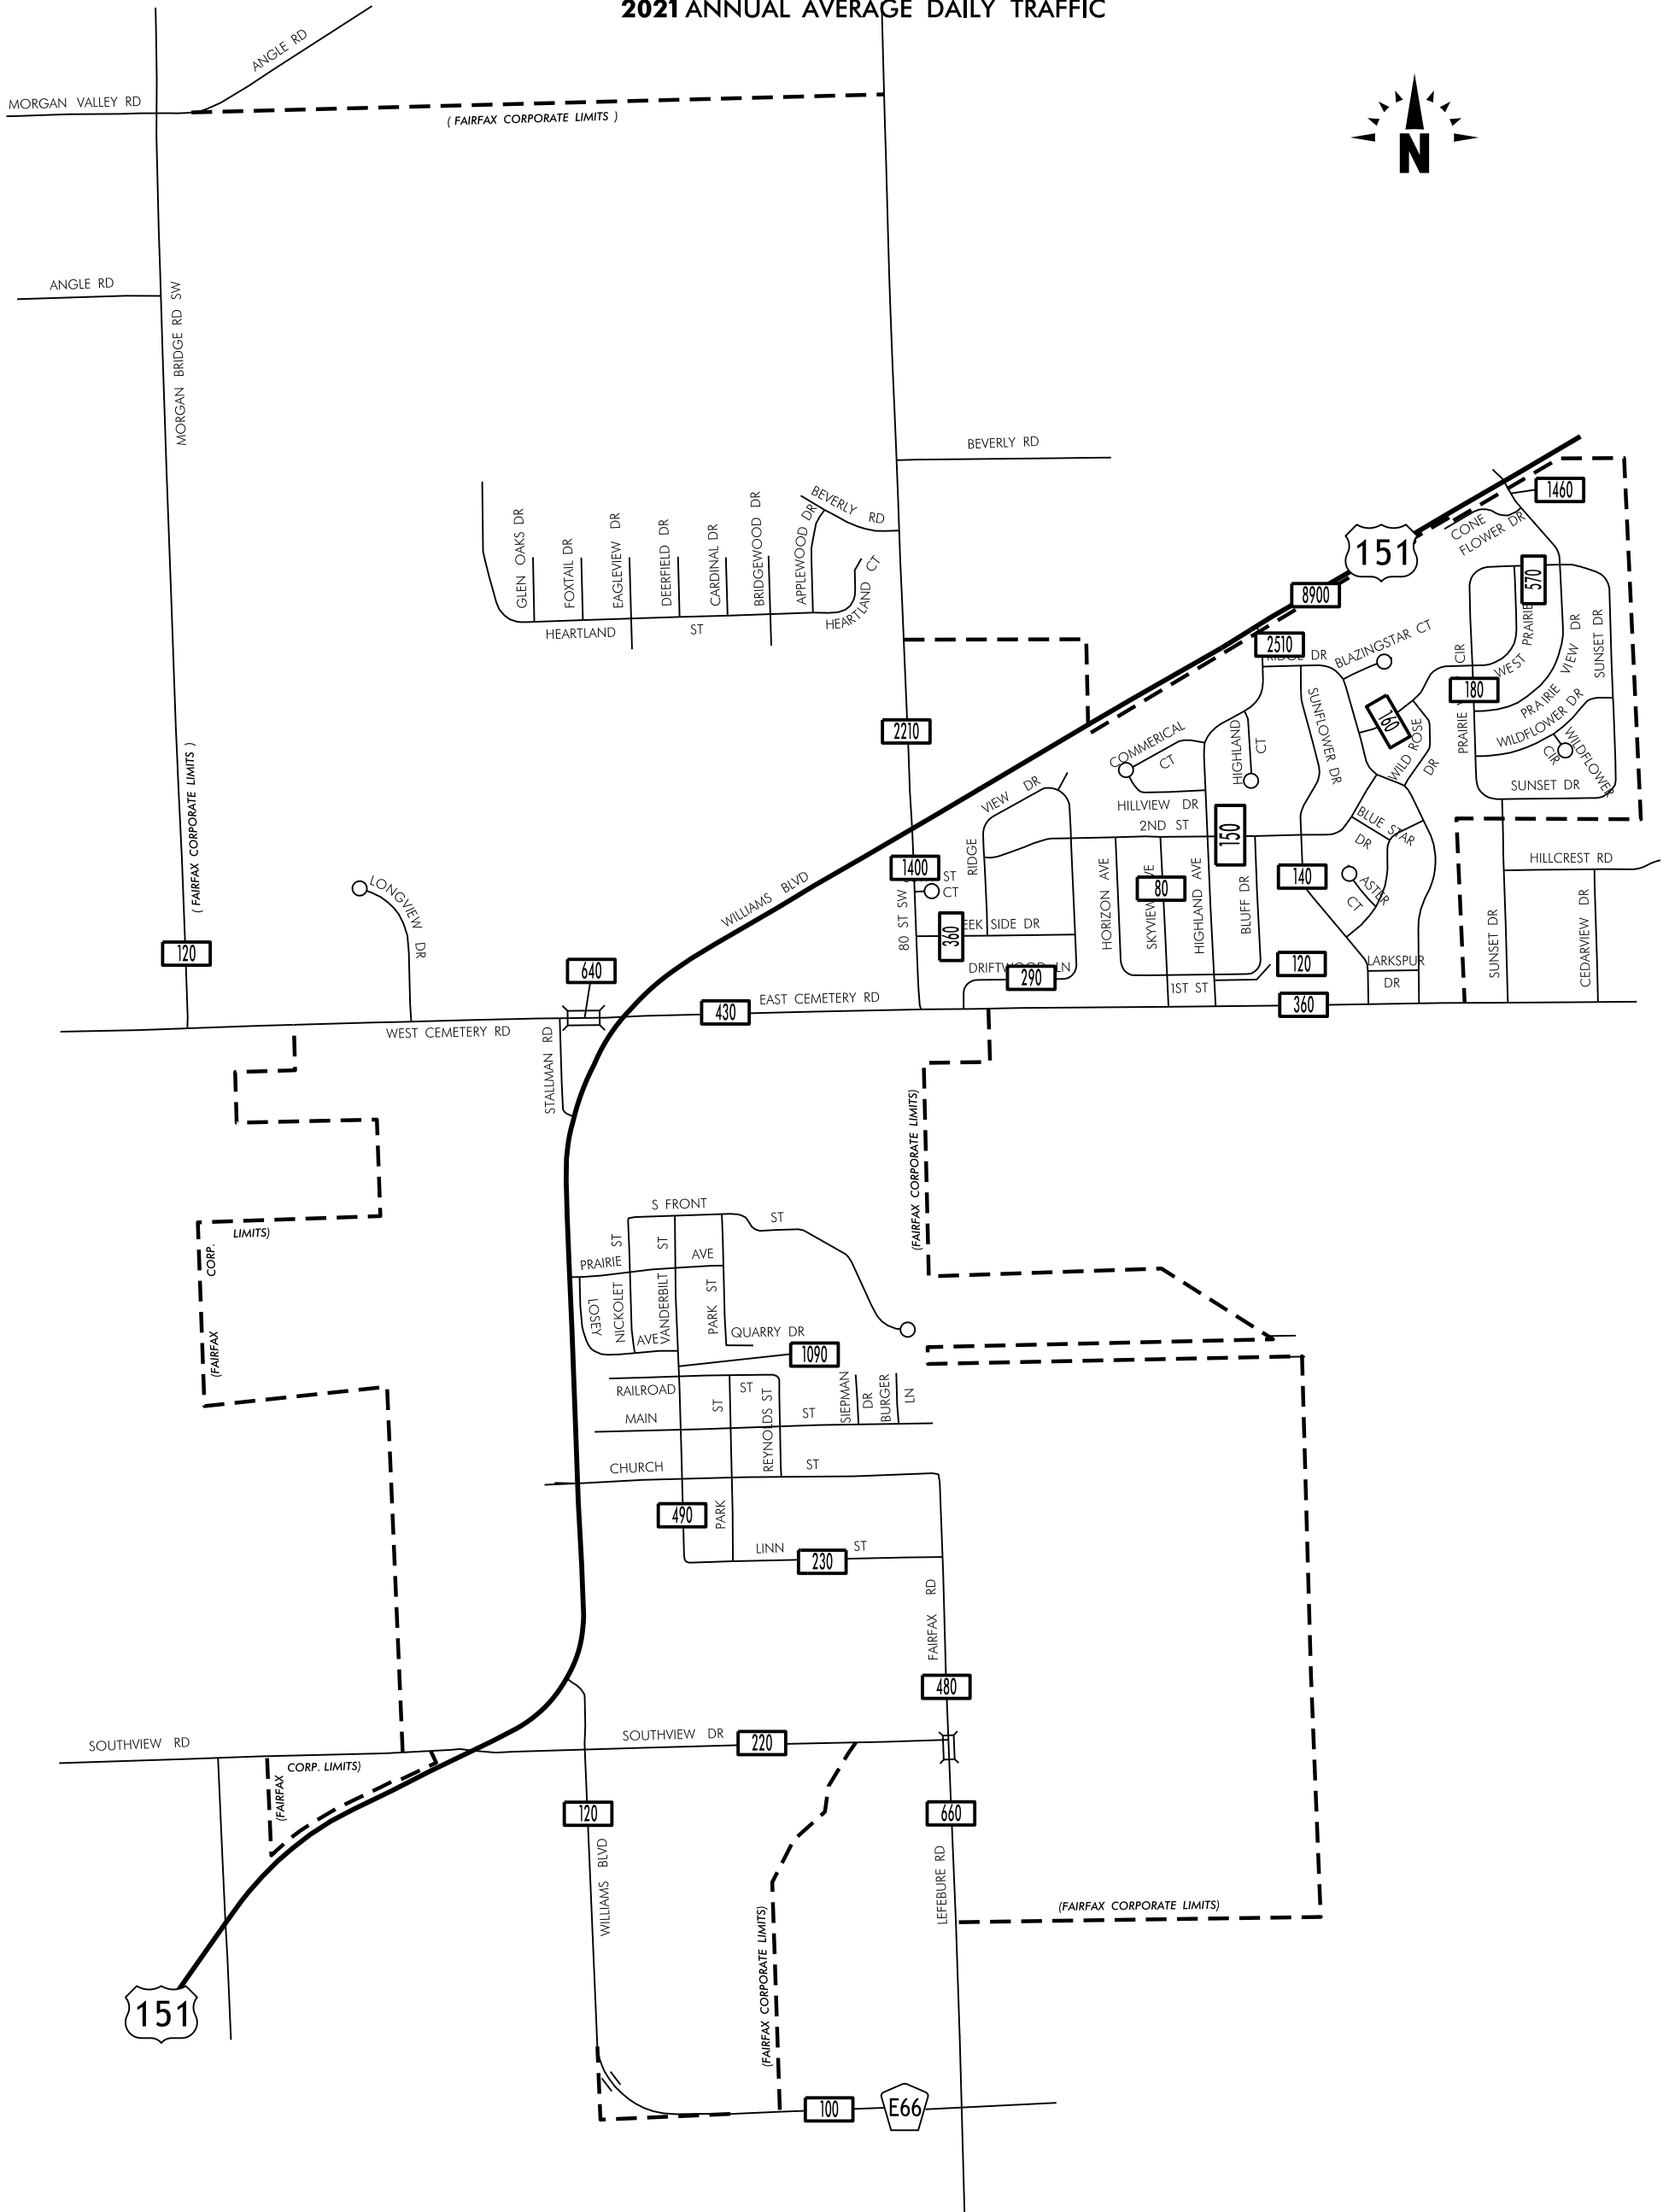 2021 ANNUAL AVERAGE DAILY TRAFFIC
ANGLE RD
MORGAN VALLEY RD
( FAIRFAX CORPORATE LIMITS )
N
ANGLE RD
MORGAN BRIDGE RD SW
( FAIRFAX CORPORATE LIMITS )
120
BEVERLY RD
BEVERLY RD
GLEN OAKS DR
FOXTAIL DR
EAGLEVIEW DR
DEERFIELD DR
CARDINAL DR
BRIDGEWOOD DR
APPLEWOOD DR
HEARTLAND CT
HEARTLAND ST
1460
CONE
FLOWER DR
151
8900
570
2510
RIDGE DR
BLAZINGSTAR CT
WEST PRAIRIE
PRAIRIE VIEW DR
SUNSET DR
PRAIRIE CIR
180
WILDFLOWER DR
WILDFLOWER
CIR
SUNSET DR
160
WILD ROSE
DR
SUNFLOWER DR
2210
COMMERICAL
CT
HIGHLAND
CT
HILLVIEW DR
2ND ST
150
RIDGE VIEW DR
BLUE STAR
DR
HILLCREST RD
1400
ST
CT
80 ST SW
WILLIAMS BLVD
LONGVIEW DR
HORIZON AVE
80
HIGHLAND AVE
BLUFF DR
140
ASTER
CT
SUNSET DR
CEDARVIEW DR
360
EEK SIDE DR
DRIFTWOOD LN
290
1ST ST
120
LARKSPUR
DR
640
430
EAST CEMETERY RD
360
WEST CEMETERY RD
STALLMAN RD
(FAIRFAX CORPORATE LIMITS)
(FAIRFAX CORP. LIMITS)
S FRONT ST
PRAIRIE AVE
NICKOLET ST
VANDERBILT ST
PARK ST
LOSEY AVE
QUARRY DR
1090
RAILROAD ST
SIEPMAN
DR
BURGER
LN
MAIN ST
REYNOLDS ST
CHURCH ST
PARK ST
490
LINN ST
230
FAIRFAX RD
480
SOUTHVIEW RD
SOUTHVIEW DR
220
(FAIRFAX CORP. LIMITS)
120
660
WILLIAMS BLVD
LEFEBURE RD
(FAIRFAX CORPORATE LIMITS)
(FAIRFAX CORPORATE LIMITS)
151
100
E66